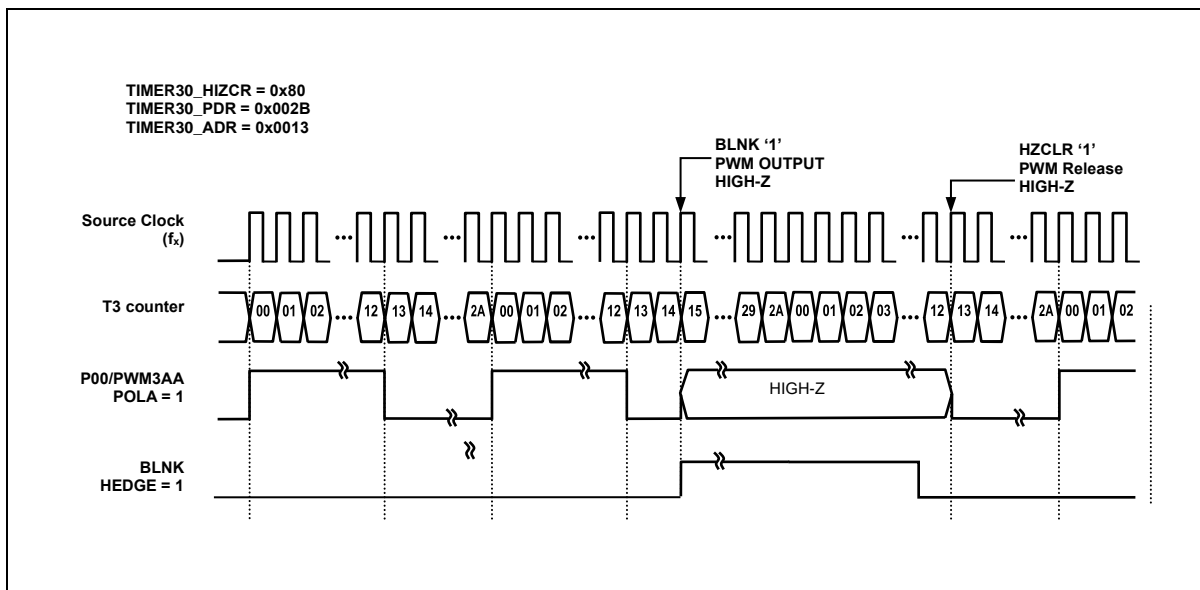 TIMER30_HIZCR = 0x80
TIMER30_PDR = 0x002B
TIMER30_ADR = 0x0013
BLNK ‘1’
PWM OUTPUT
HIGH-Z
HZCLR ‘1’
PWM Release
HIGH-Z
Source Clock
(fx)
T3 counter
00 01 02 ••• 12 13 14 ••• 2A 00 01 02 ••• 12 13 14 15 ••• 29 2A 00 01 02 03 ••• 12 13 14 ••• 2A 00 01 02
P00/PWM3AA
POLA = 1
HIGH-Z
BLNK
HEDGE = 1